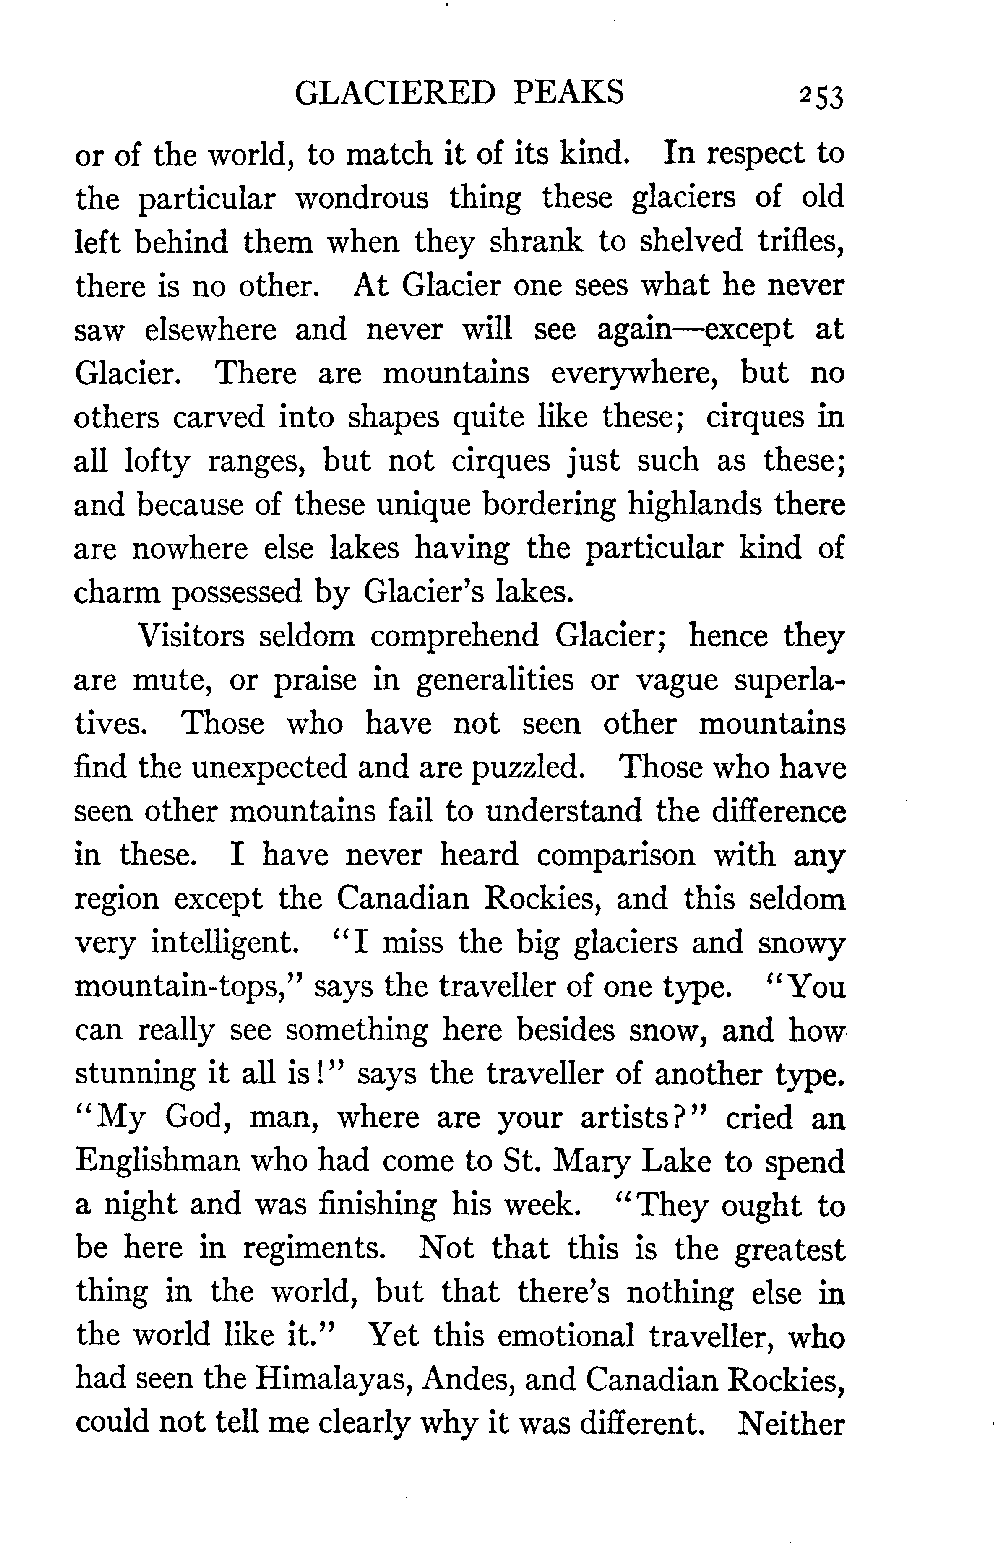 GLACIERED PEAKS 253
or of the world, to match it of its kind. In respect to
the particular wondrous thing these glaciers of old
left behind them when they shrank to shelved trifles,
there is no other. At Glacier one sees what he never
saw elsewhere and never will see again—except at
Glacier. There are mountains everywhere, but no
others carved into shapes quite like these; cirques in
all lofty ranges, but not cirques just such as these;
and because of these unique bordering highlands there
are nowhere else lakes having the particular kind of
charm possessed by Glacier's lakes.
Visitors seldom comprehend Glacier; hence they
are mute, or praise in generalities or vague superla-
tives. Those who have not seen other mountains
find the unexpected and are puzzled. Those who have
seen other mountains fail to understand the difference
in these. I have never heard comparison with any
region except the Canadian Rockies, and this seldom
very intelligent. "I miss the big glaciers and snowy
mountain-tops," says the traveller of one type. "You
can really see something here besides snow, and how
stunning it all is!" says the traveller of another type.
"My God, man, where are your artists?" cried an
Englishman who had come to St. Mary Lake to spend
a night and was finishing his week. "They ought to
be here in regiments. Not that this is the greatest
thing in the world, but that there's nothing else in
the world like it." Yet this emotional traveller, who
had seen the Himalayas, Andes, and Canadian Rockies,
could not tell me clearly why it was different. Neither